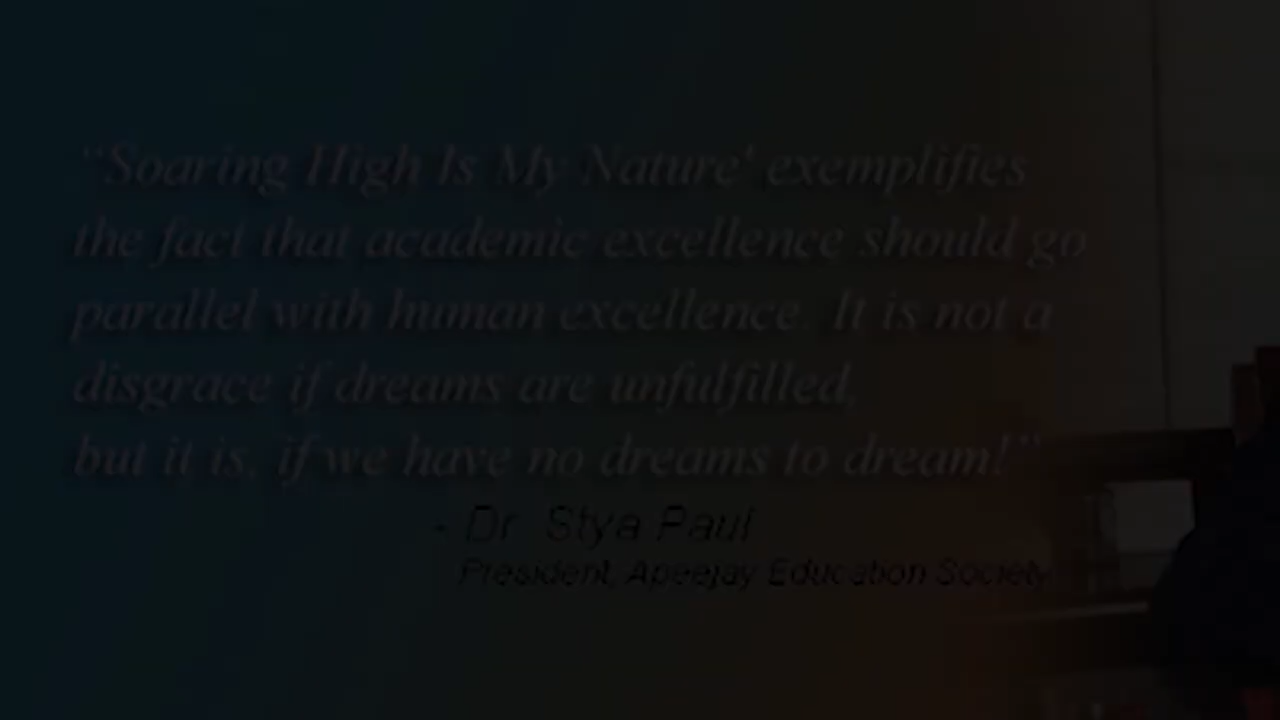 "Soaring High Is My Nature' exemplifies
the fact that academic excellence should go
parallel with human excellence. It is not a
disgrace if dreams are unfulfilled,
but it is, if we have no dreams to dream!"
- Dr. Stya Paul
President, Apeejay Education Society